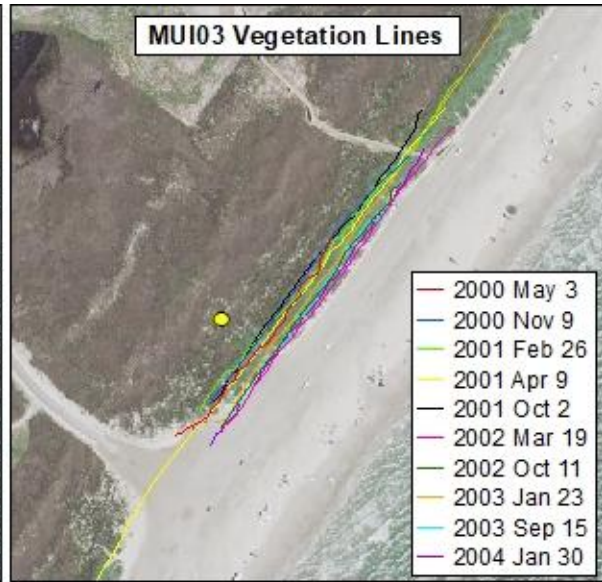 MUI03 Vegetation Lines
2000 May 3
2000 Nov 9
2001 Feb 26
2001 Apr 9
2001 Oct 2
2002 Mar 19
2002 Oct 11
2003 Jan 23
2003 Sep 15
2004 Jan 30